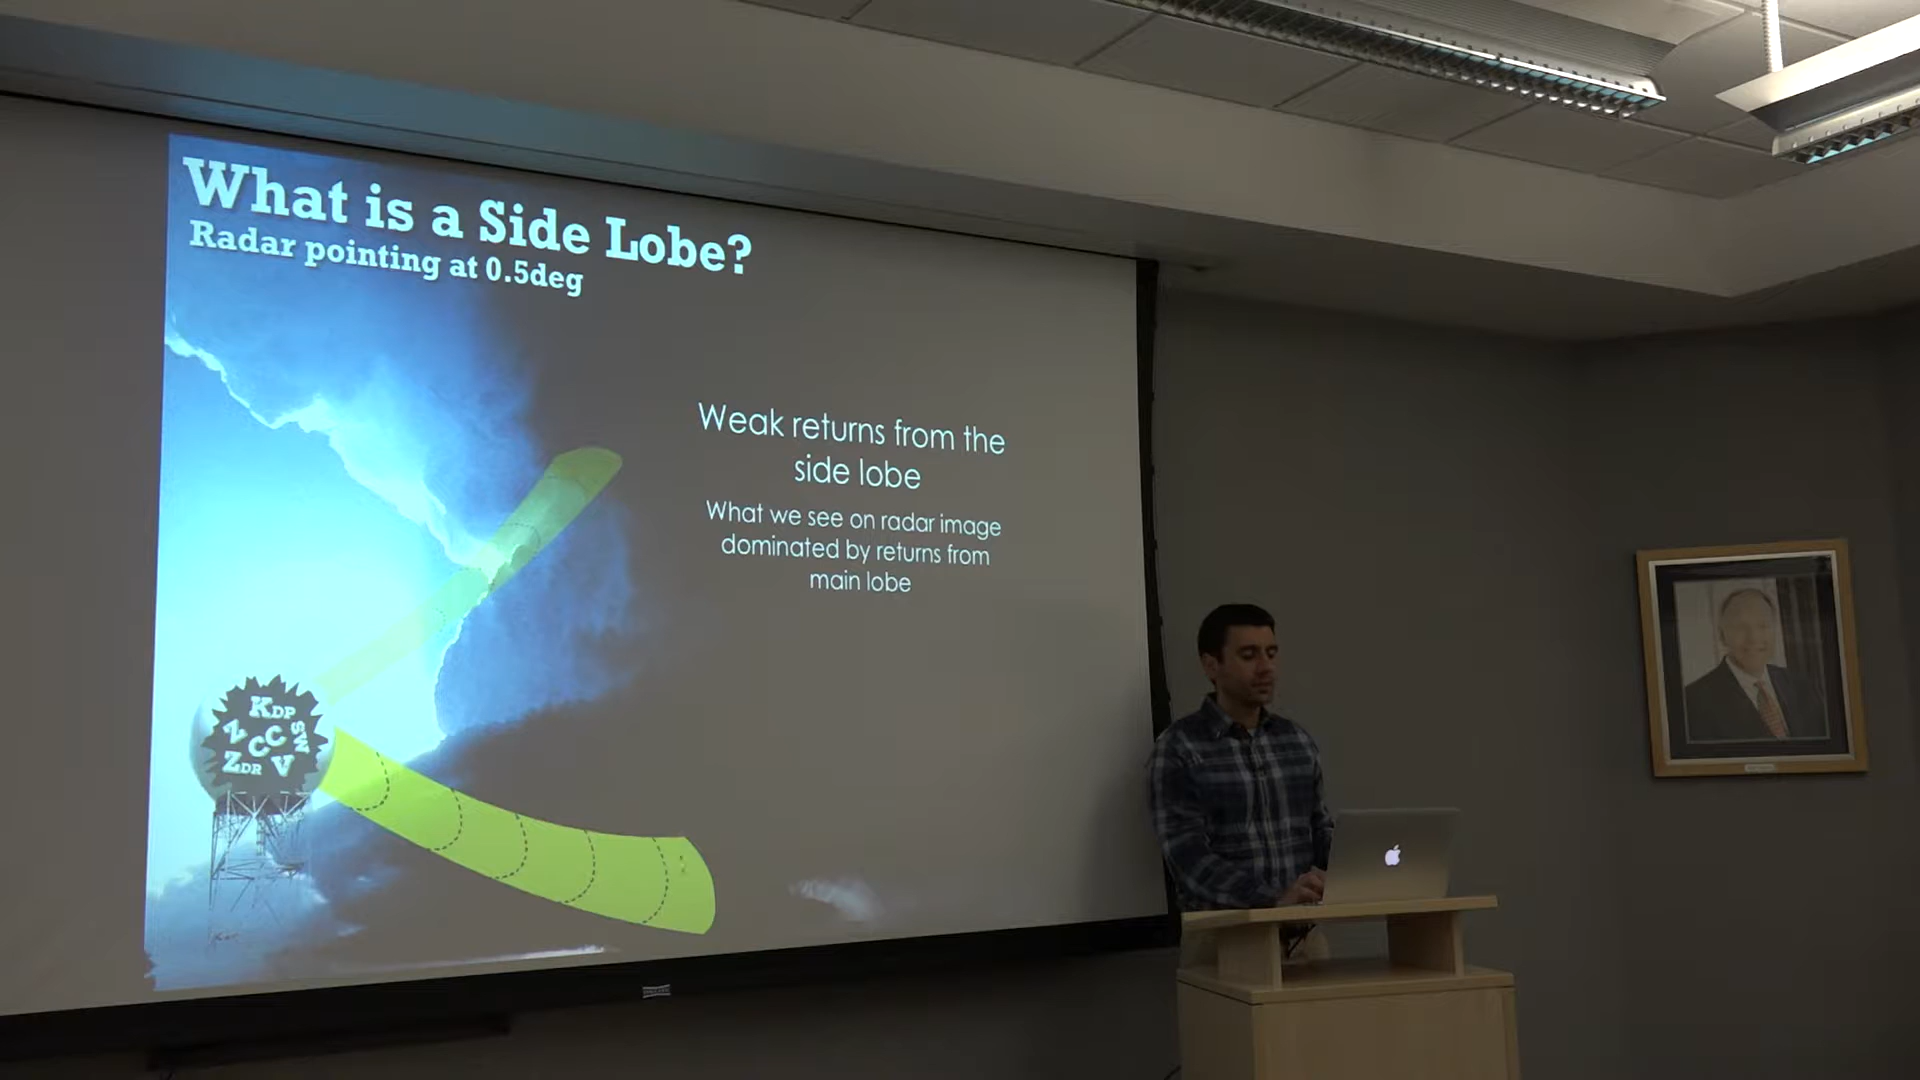 What is a Side Lobe?
Radar pointing at 0.5deg
Weak returns from the
side lobe
What we see on radar image
dominated by returns from
main lobe
KDP
Z CC SW
ZDR V